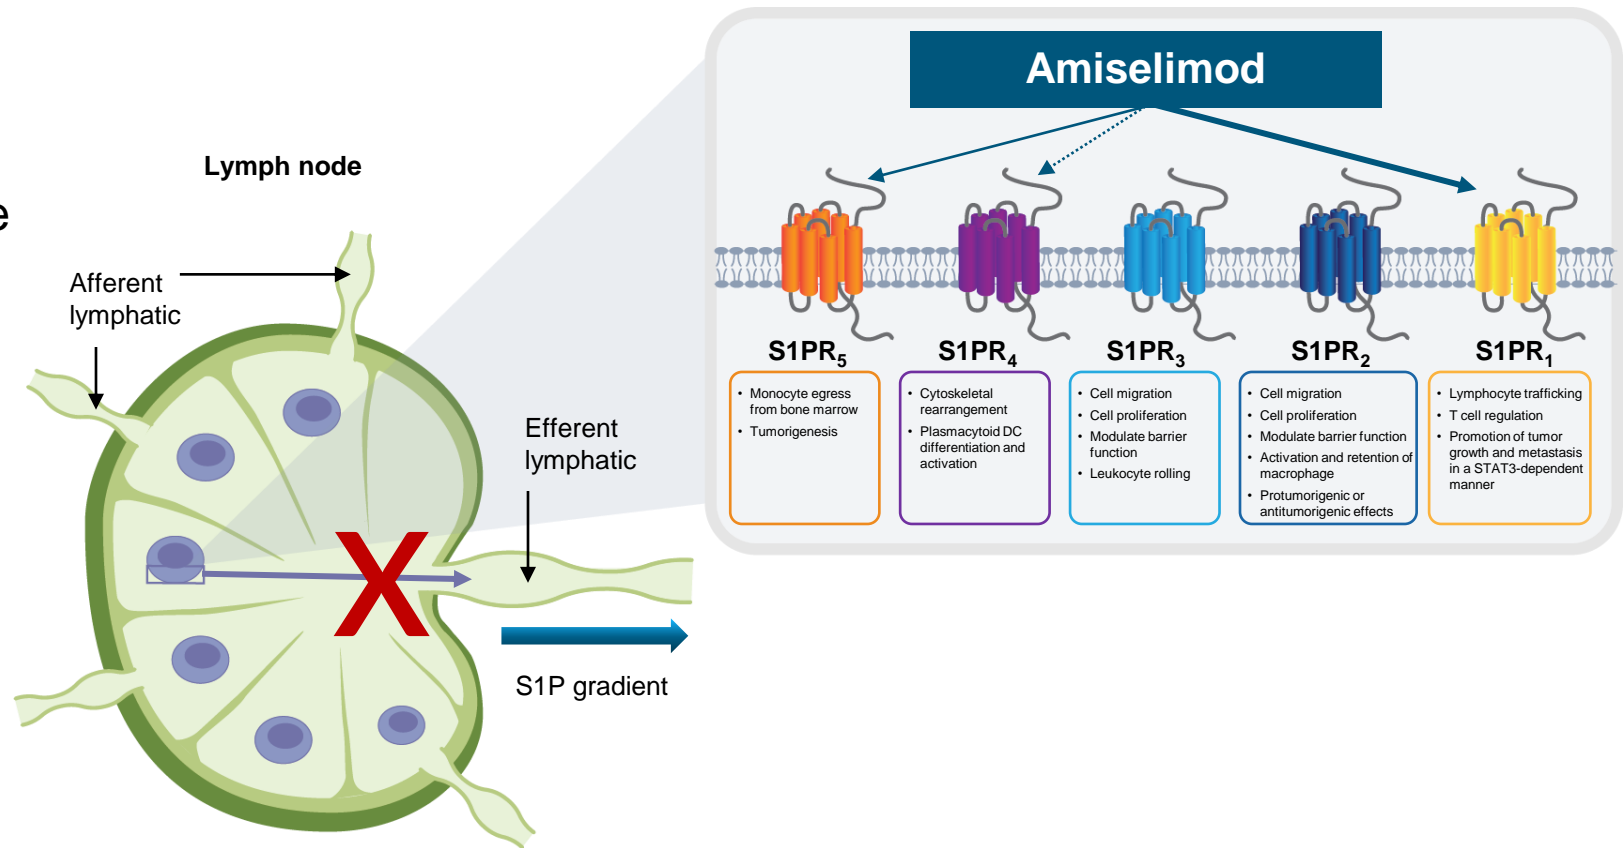 Amiselimod
Lymph node
e
Afferent
lymphatic
Efferent
lymphatic
X
S1P gradient
S1PR₅
• Monocyte egress
from bone marrow
• Tumorigenesis
S1PR₄
• Cytoskeletal
rearrangement
• Plasmacytoid DC
differentiation and
activation
S1PR₃
• Cell migration
• Cell proliferation
• Modulate barrier
function
• Leukocyte rolling
S1PR₂
• Cell migration
• Cell proliferation
• Modulate barrier function
• Activation and retention of
macrophage
• Protumorigenic or
antitumorigenic effects
S1PR₁
• Lymphocyte trafficking
• T cell regulation
• Promotion of tumor
growth and metastasis
in a STAT3-dependent
manner